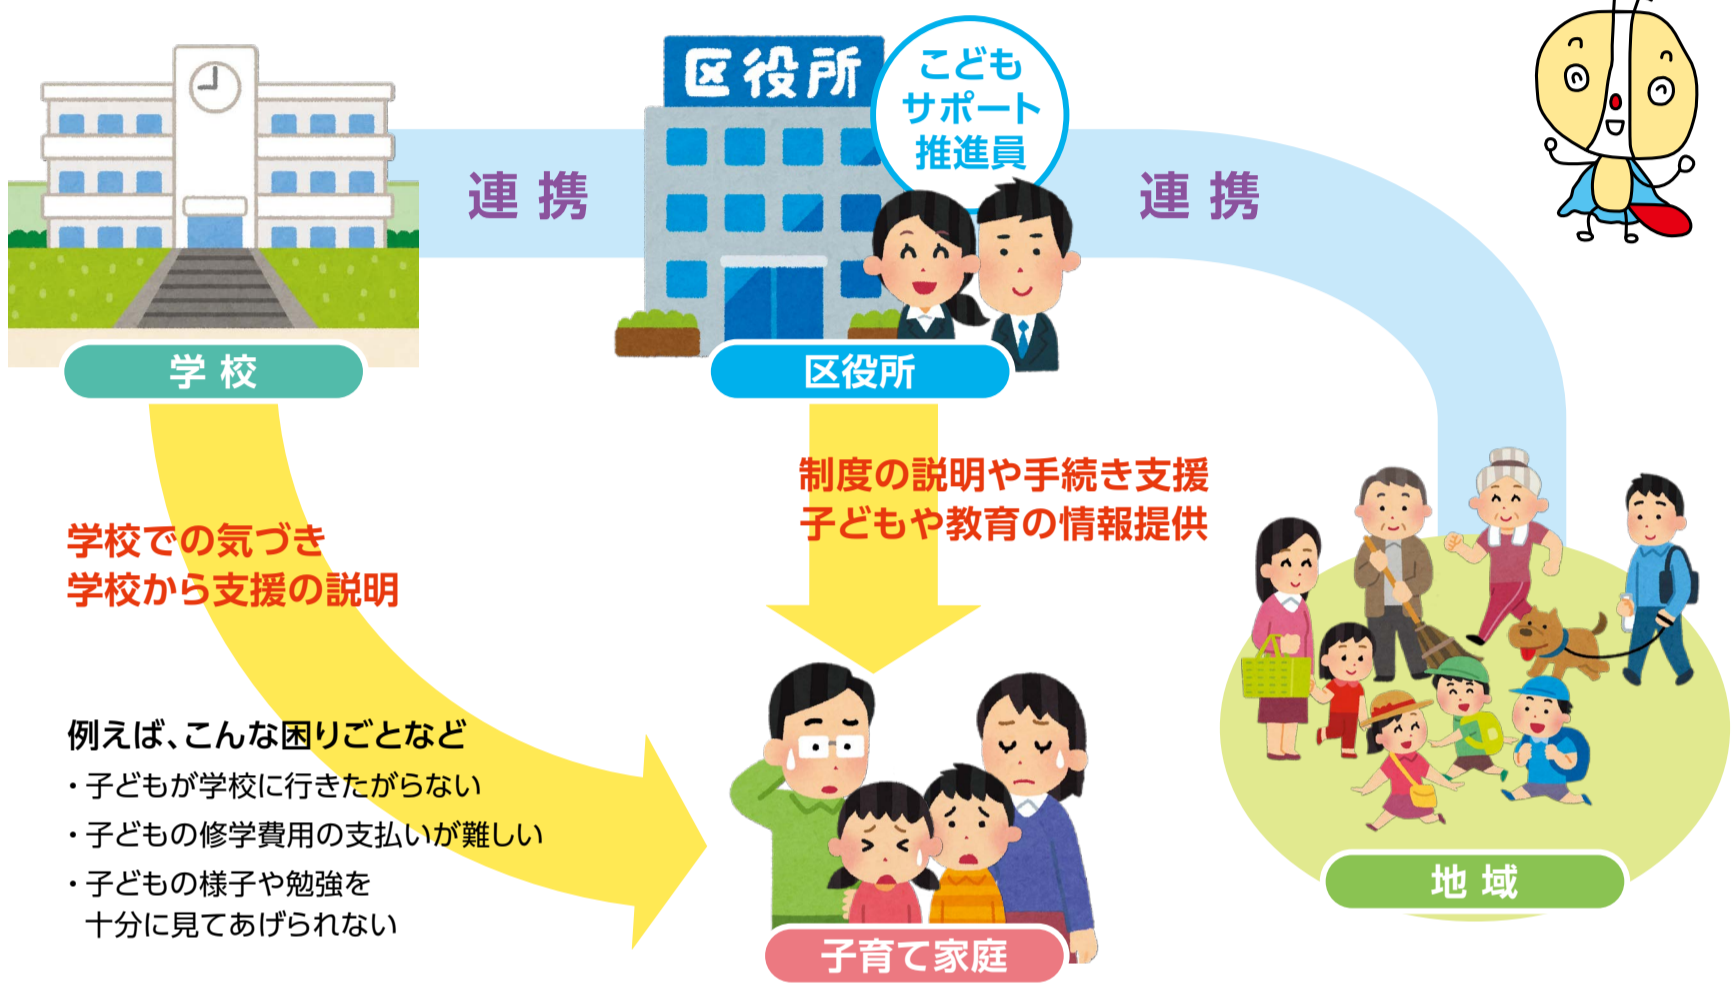 区役所
こども
サポート
推進員
連携
連携
学校
区役所
制度の説明や手続き支援
子どもや教育の情報提供
学校での気づき
学校から支援の説明
例えば、こんな困りごとなど
・子どもが学校に行きたがらない
・子どもの修学費用の支払いが難しい
・子どもの様子や勉強を
十分に見てあげられない
地域
子育て家庭